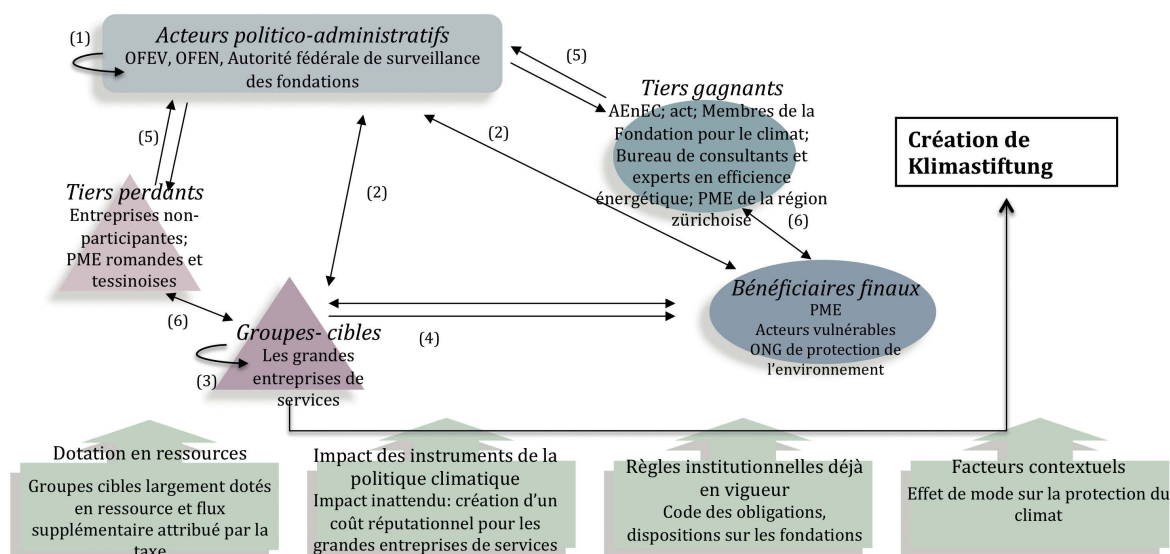 (1)
Acteurs politico-administratifs
OFEV, OFEN, Autorité fédérale de surveillance
des fondations
(5)
Tiers gagnants
AEnEC; act; Membres de la
Fondation pour le climat;
Bureau de consultants et
experts en efficience
énergétique; PME de la région
zürichoise
(2)
Création de
Klimastiftung
(5)
Tiers perdants
Entreprises non-
participantes;
PME romandes et
tessinoises
(2)
(6)
Bénéficiaires finaux
PME
Acteurs vulnérables
ONG de protection de
l'environnement
(6)
Groupes- cibles
Les grandes
entreprises de
services
(3)
(4)
Dotation en ressources
Groupes cibles largement dotés
en ressource et flux
supplémentaire attribué par la
taxe
Impact des instruments de la
politique climatique
Impact inattendu: création d'un
coût réputationnel pour les
grandes entreprises de services
Règles institutionnelles déjà
en vigueur
Code des obligations,
dispositions sur les fondations
Facteurs contextuels
Effet de mode sur la protection du
climat